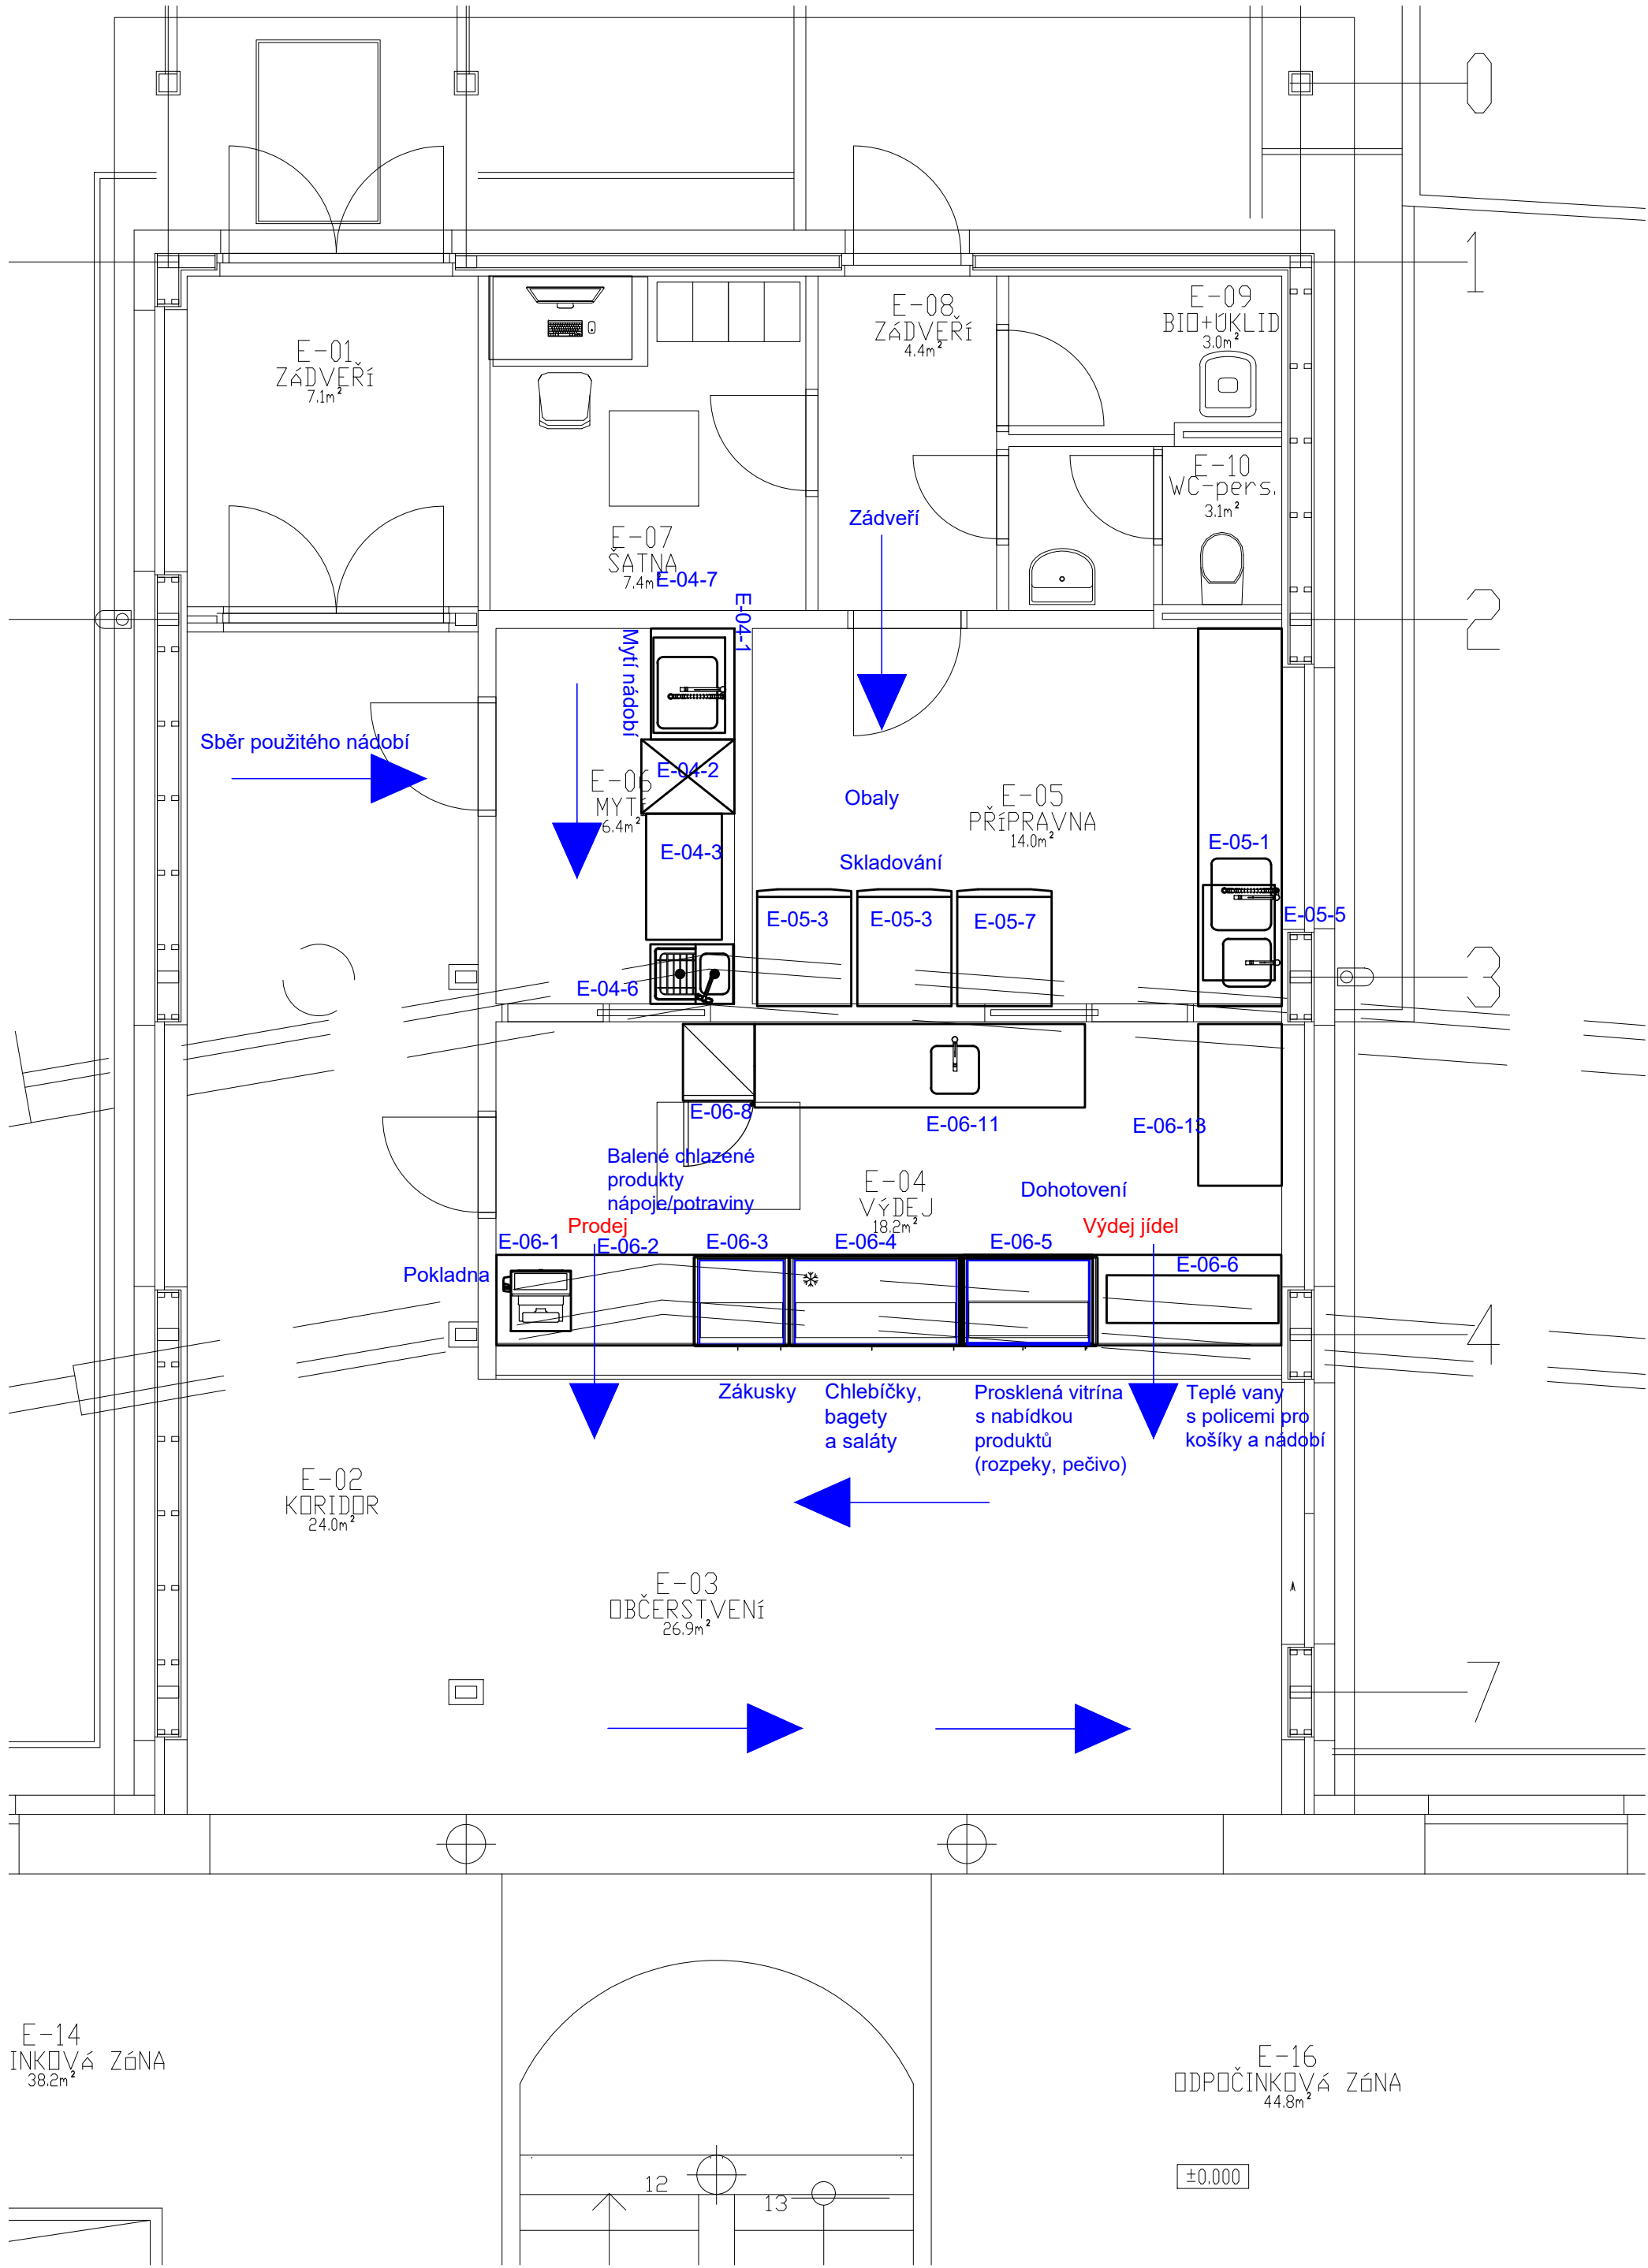 0
1
E-01
ZÁDVEŘÍ
7.1m²
E-08
ZÁDVEŘÍ
4.4m²
E-09
BIO+ÚKLID
3.0m²
E-10
WC-pers.
3.1m²
Zádveří
E-07
ŠATNA
7.4m²
E-04-7
E-04-1
2
Mytí nádobí
Sběr použitého nádobí
E-04-2
E-06
MYTÍ
6.4m²
Obaly
E-05
PŘÍPRAVNA
14.0m²
E-04-3
Skladování
E-05-1
E-05-3
E-05-3
E-05-7
E-05-5
E-04-6
3
E-06-8
E-06-11
E-06-13
Balené chlazené
produkty
nápoje/potraviny
E-04
VÝDEJ
18.2m²
Dohotovení
Prodej
Výdej jídel
E-06-1
E-06-2
E-06-3
E-06-4
E-06-5
E-06-6
Pokladna
4
Zákusky
Chlebíčky,
bagety
a saláty
Prosklená vitrína
s nabídkou
produktů
(rozpeky, pečivo)
Teplé vany
s policemi pro
košíky a nádobí
E-02
KORIDOR
24.0m²
E-03
OBČERSTVENÍ
26.9m²
A
7
E-14
INKOVÁ ZÓNA
38.2m²
E-16
ODPOČINKOVÁ ZÓNA
44.8m²
±0.000
12
13